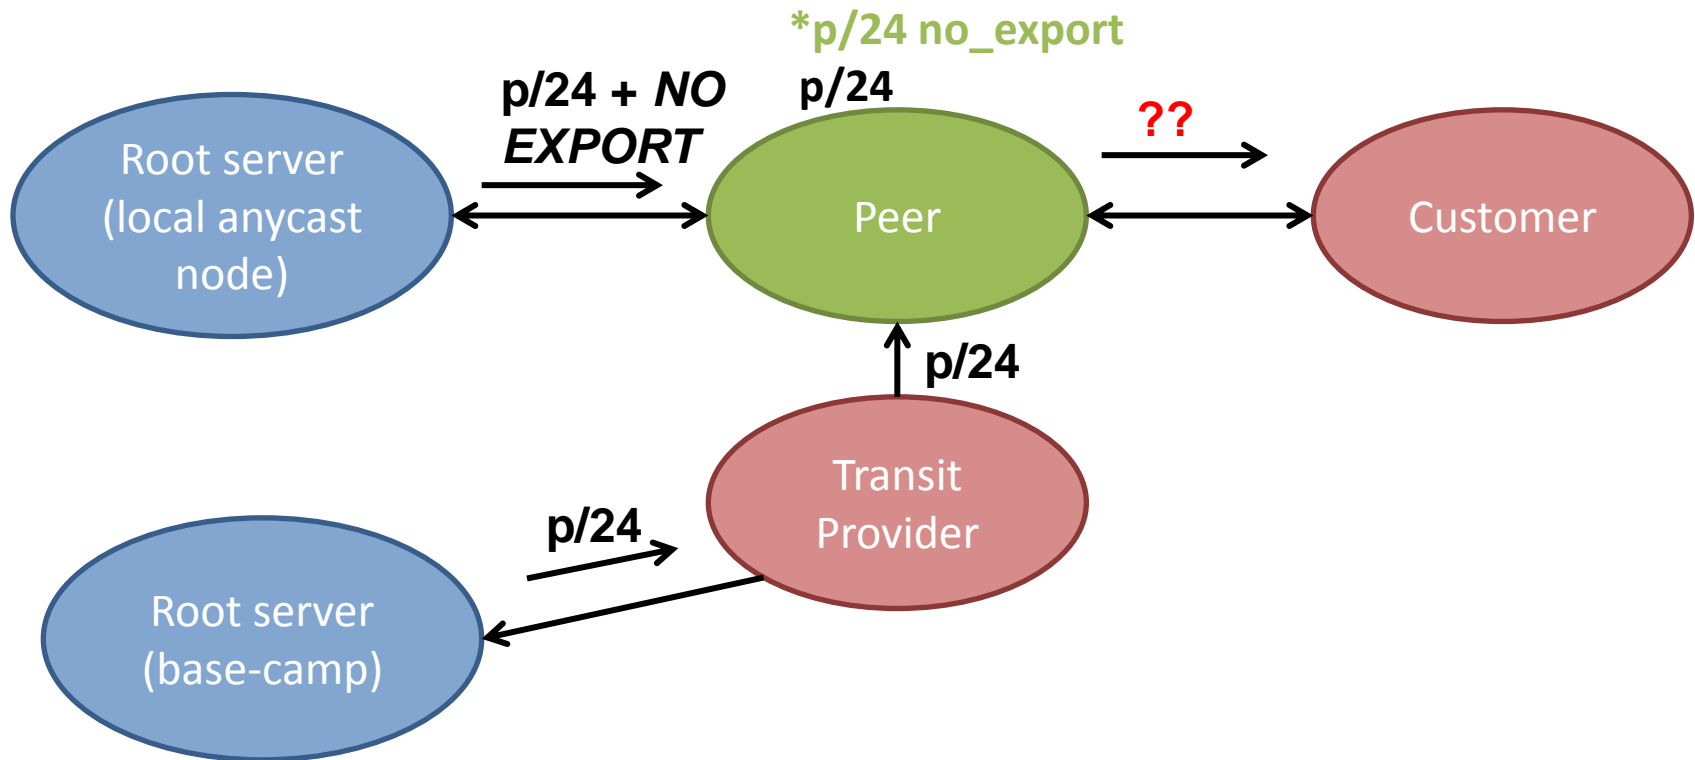 *p/24 no_export
p/24 + NO
EXPORT
p/24
??
Root server
(local anycast
node)
Peer
Customer
p/24
Transit
Provider
p/24
Root server
(base-camp)